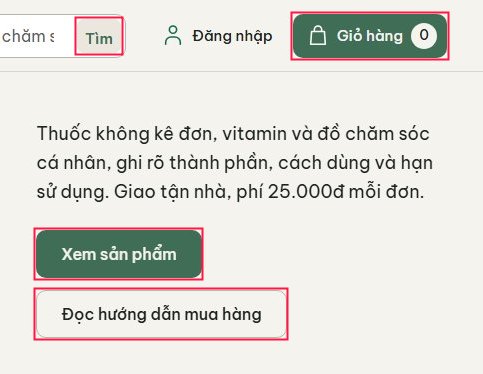 chăm s
Tìm
Đăng nhập
Giỏ hàng 0
Thuốc không kê đơn, vitamin và đồ chăm sóc
cá nhân, ghi rõ thành phần, cách dùng và hạn
sử dụng. Giao tận nhà, phí 25.000đ mỗi đơn.
Xem sản phẩm
Đọc hướng dẫn mua hàng